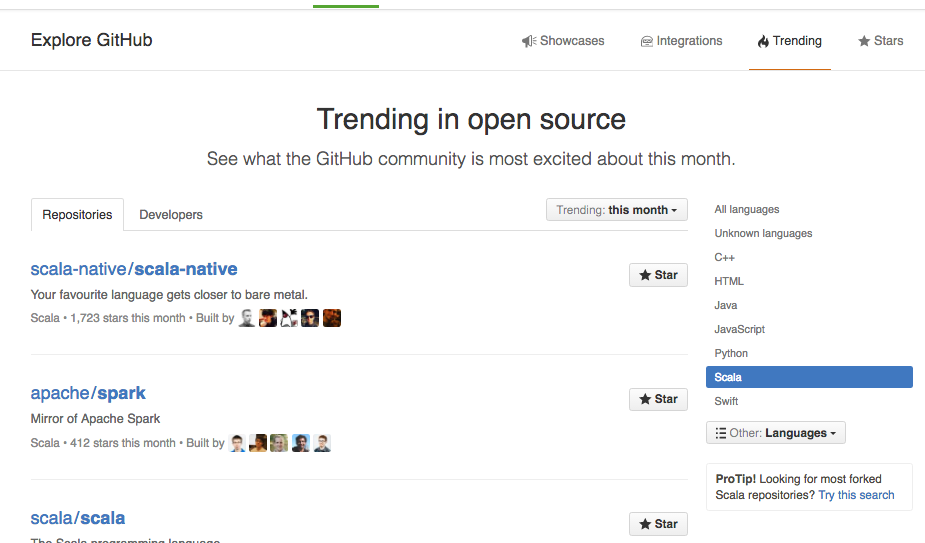 Explore GitHub
Showcases
Integrations
Trending
Stars
Trending in open source
See what the GitHub community is most excited about this month.
Repositories
Developers
Trending: this month
scala-native/scala-native
Star
Your favourite language gets closer to bare metal.
Scala • 1,723 stars this month • Built by
apache/spark
Star
Mirror of Apache Spark
Scala • 412 stars this month • Built by
scala/scala
Star
The Scala programming language
All languages
Unknown languages
C++
HTML
Java
JavaScript
Python
Scala
Swift
Other: Languages
ProTip! Looking for most forked
Scala repositories? Try this search